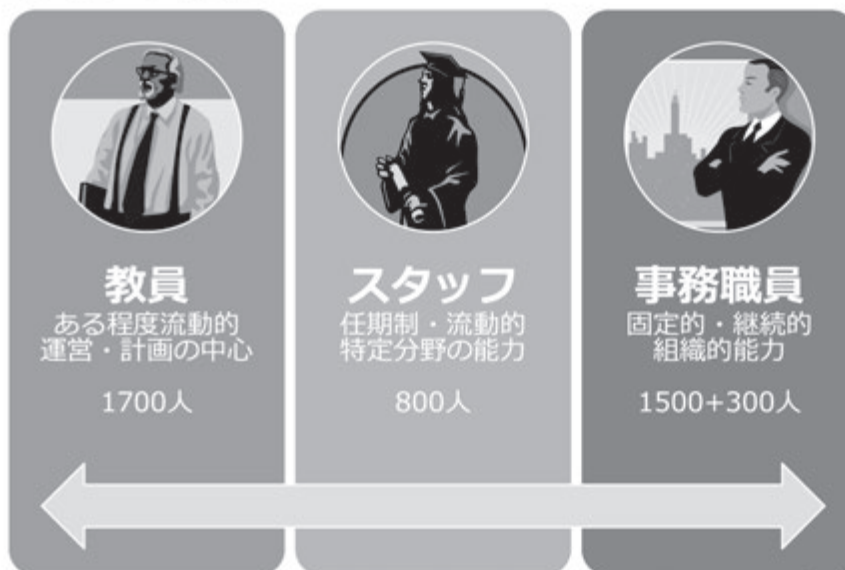 教員
ある程度流動的
運営・計画の中心
1700人
スタッフ
任期制・流動的
特定分野の能力
800人
事務職員
固定的・継続的
組織的能力
1500+300人